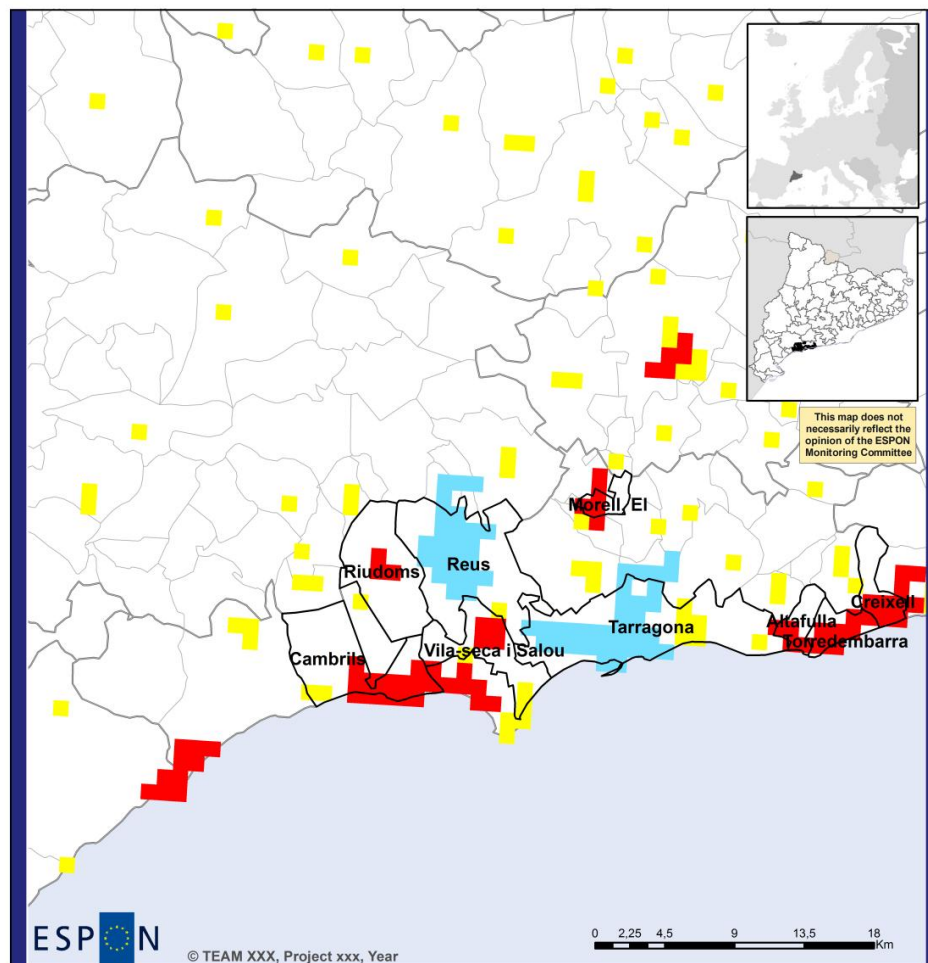 This map does not
necessarily reflect the
opinion of the ESPON
Monitoring Committee
Morell, El
Reus
Riudoms
Creixell
Altafulla
Tarragona
Torredembarra
Vila-seca i Salou
Cambrils
ESPON
© TEAM XXX, Project xxx, Year
0 2,25 4,5 9 13,5 18
Km